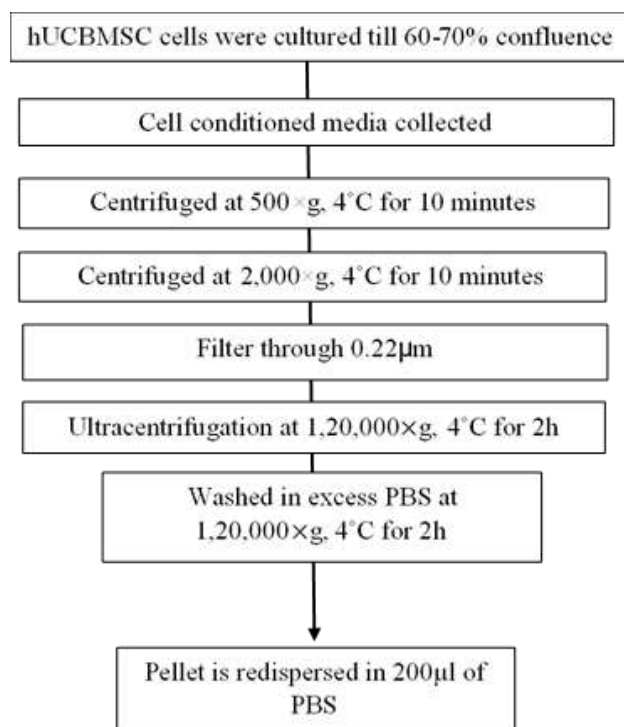 hUCBMSC cells were cultured till 60-70% confluence
Cell conditioned media collected
Centrifuged at 500×g, 4˚C for 10 minutes
Centrifuged at 2,000×g, 4˚C for 10 minutes
Filter through 0.22μm
Ultracentrifugation at 1,20,000×g, 4˚C for 2h
Washed in excess PBS at
1,20,000×g, 4˚C for 2h
Pellet is redispersed in 200μl of
PBS